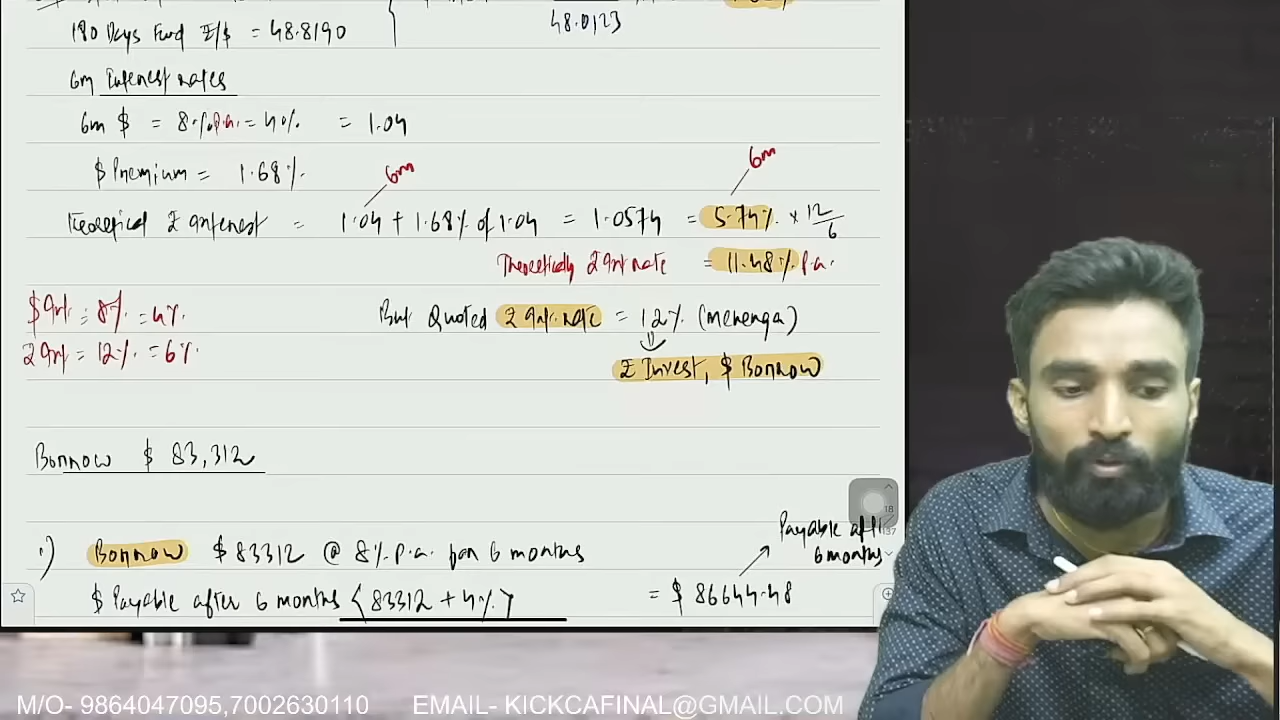 48.0123
180 Days Fwd ₹/$ = 48.8190
6m Interest rates
6m $ = 8% p.a. = 4% = 1.04
$ Premium = 1.68%.
6m
6m
Theoretical ₹ Interest = 1.04 + 1.68% of 1.04 = 1.0574 = 5.74% × 12/6
Theoretically ₹ Int rate = 11.48% p.a.
$ Int = 8% = 4%
₹ Int = 12% = 6%
But Quoted ₹ Int. rate = 12% (menenga)
₹ Invest, $ Borrow
Borrow $ 83,312
Payable aft
6 months
18
137
i) Borrow $ 83312 @ 8% p.a. for 6 months
$ Payable after 6 months (83312 + 4%) = $ 86644.48
M/O- 9864047095,7002630110 EMAIL- KICKCAFINAL@GMAIL.COM